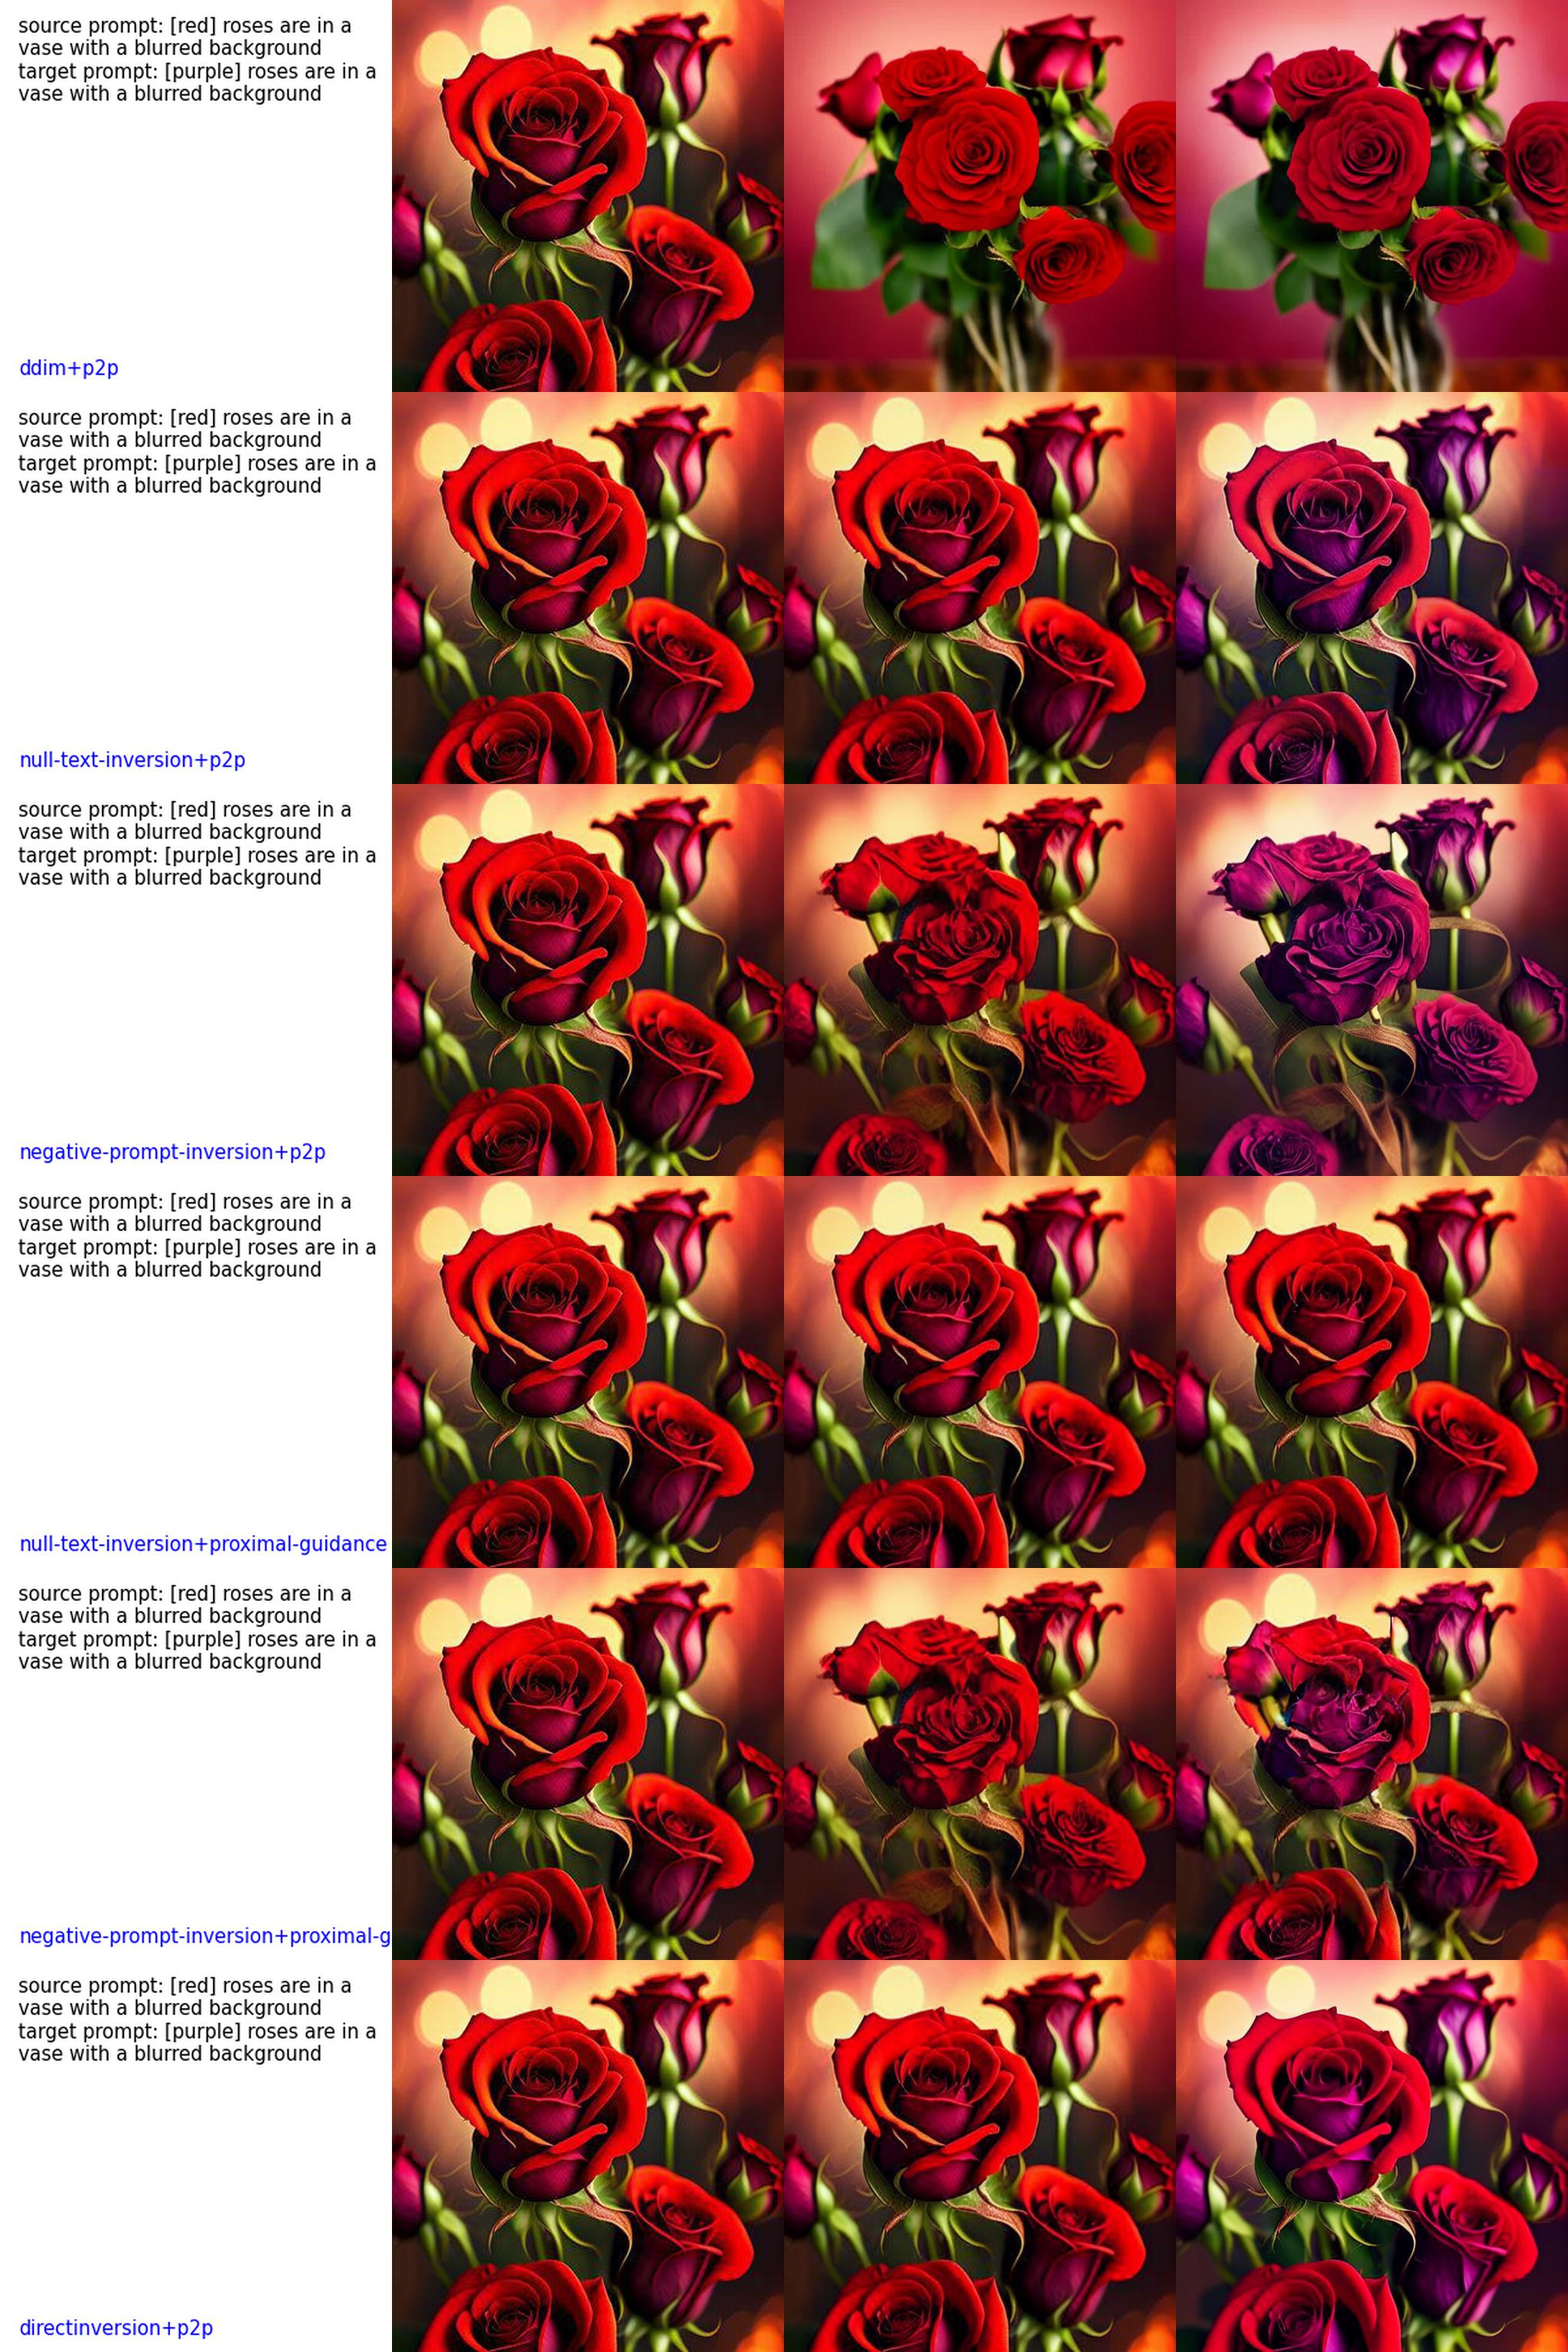 source prompt: [red] roses are in a
vase with a blurred background
target prompt: [purple] roses are in a
vase with a blurred background
ddim+p2p
source prompt: [red] roses are in a
vase with a blurred background
target prompt: [purple] roses are in a
vase with a blurred background
null-text-inversion+p2p
source prompt: [red] roses are in a
vase with a blurred background
target prompt: [purple] roses are in a
vase with a blurred background
negative-prompt-inversion+p2p
source prompt: [red] roses are in a
vase with a blurred background
target prompt: [purple] roses are in a
vase with a blurred background
null-text-inversion+proximal-guidance
source prompt: [red] roses are in a
vase with a blurred background
target prompt: [purple] roses are in a
vase with a blurred background
negative-prompt-inversion+proximal-g
source prompt: [red] roses are in a
vase with a blurred background
target prompt: [purple] roses are in a
vase with a blurred background
directinversion+p2p